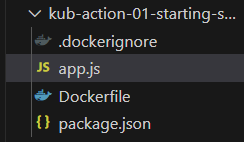 kub-action-01-starting-s...
.dockerignore
JS app.js
Dockerfile
{} package.json